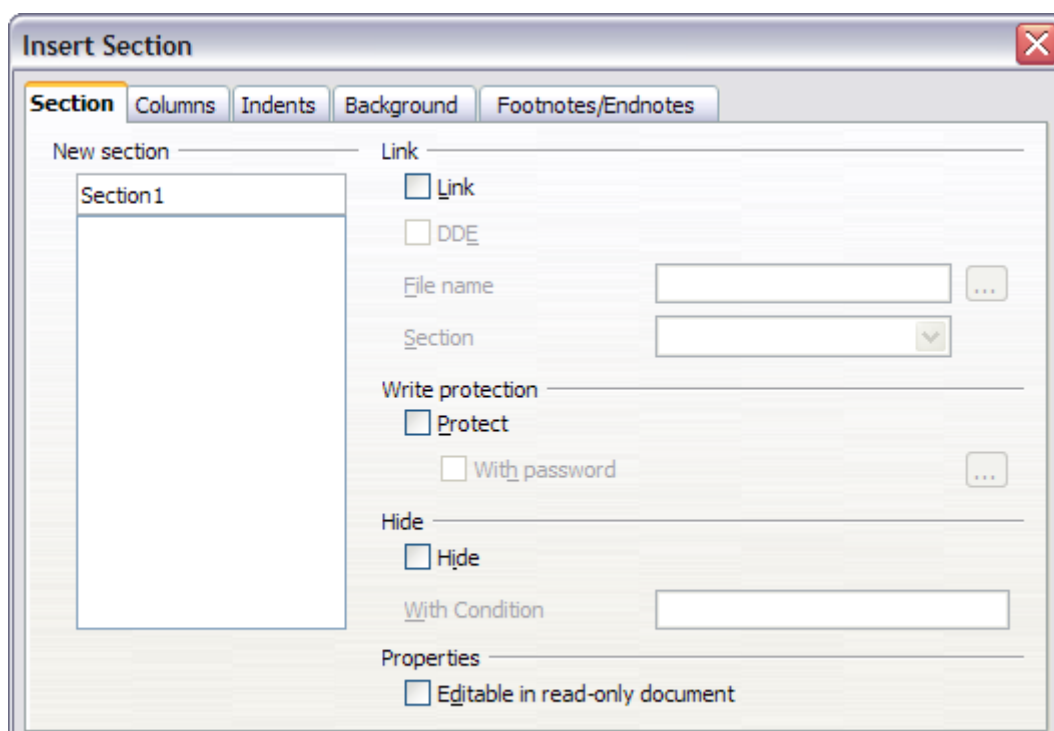 Insert Section
Section Columns Indents Background Footnotes/Endnotes
New section
Section1
Link
Link
DDE
File name ...
Section
Write protection
Protect
With password ...
Hide
Hide
With Condition
Properties
Editable in read-only document